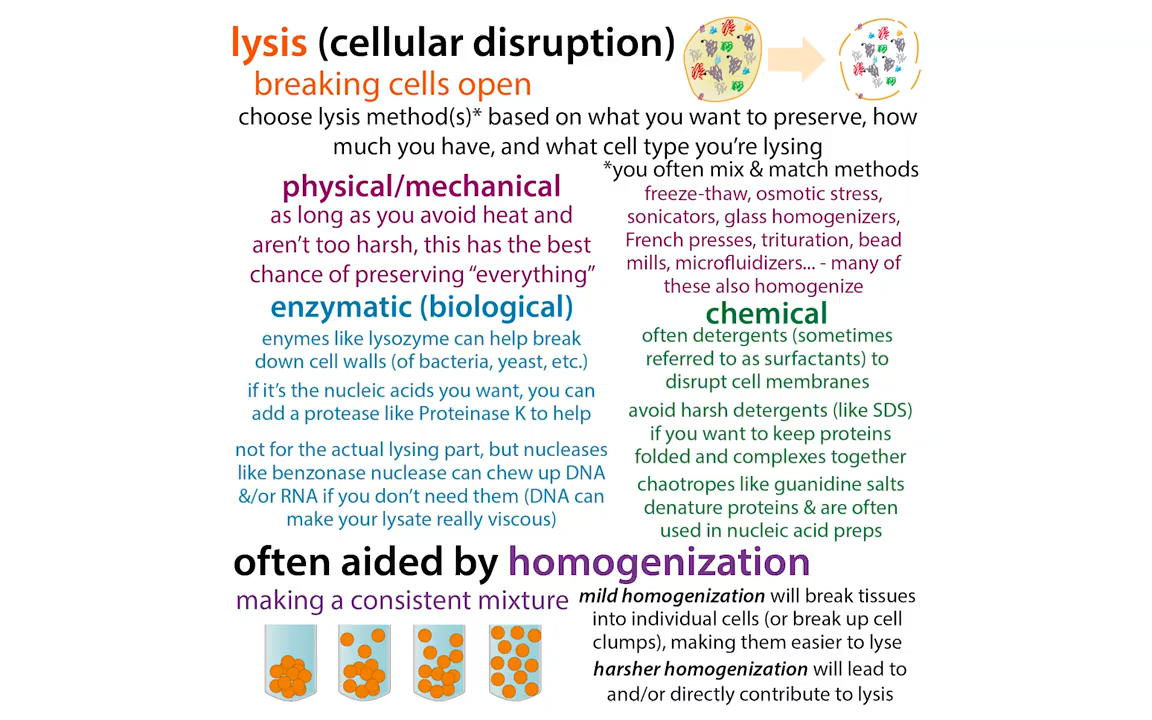 lysis (cellular disruption)
breaking cells open
choose lysis method(s)* based on what you want to preserve, how
much you have, and what cell type you're lysing
*you often mix & match methods
physical/mechanical
as long as you avoid heat and
aren't too harsh, this has the best
chance of preserving "everything"
freeze-thaw, osmotic stress,
sonicators, glass homogenizers,
French presses, trituration, bead
mills, microfluidizers... - many of
these also homogenize
enzymatic (biological)
enymes like lysozyme can help break
down cell walls (of bacteria, yeast, etc.)
if it's the nucleic acids you want, you can
add a protease like Proteinase K to help
not for the actual lysing part, but nucleases
like benzonase nuclease can chew up DNA
&/or RNA if you don't need them (DNA can
make your lysate really viscous)
chemical
often detergents (sometimes
referred to as surfactants) to
disrupt cell membranes
avoid harsh detergents (like SDS)
if you want to keep proteins
folded and complexes together
chaotropes like guanidine salts
denature proteins & are often
used in nucleic acid preps
often aided by homogenization
making a consistent mixture
mild homogenization will break tissues
into individual cells (or break up cell
clumps), making them easier to lyse
harsher homogenization will lead to
and/or directly contribute to lysis